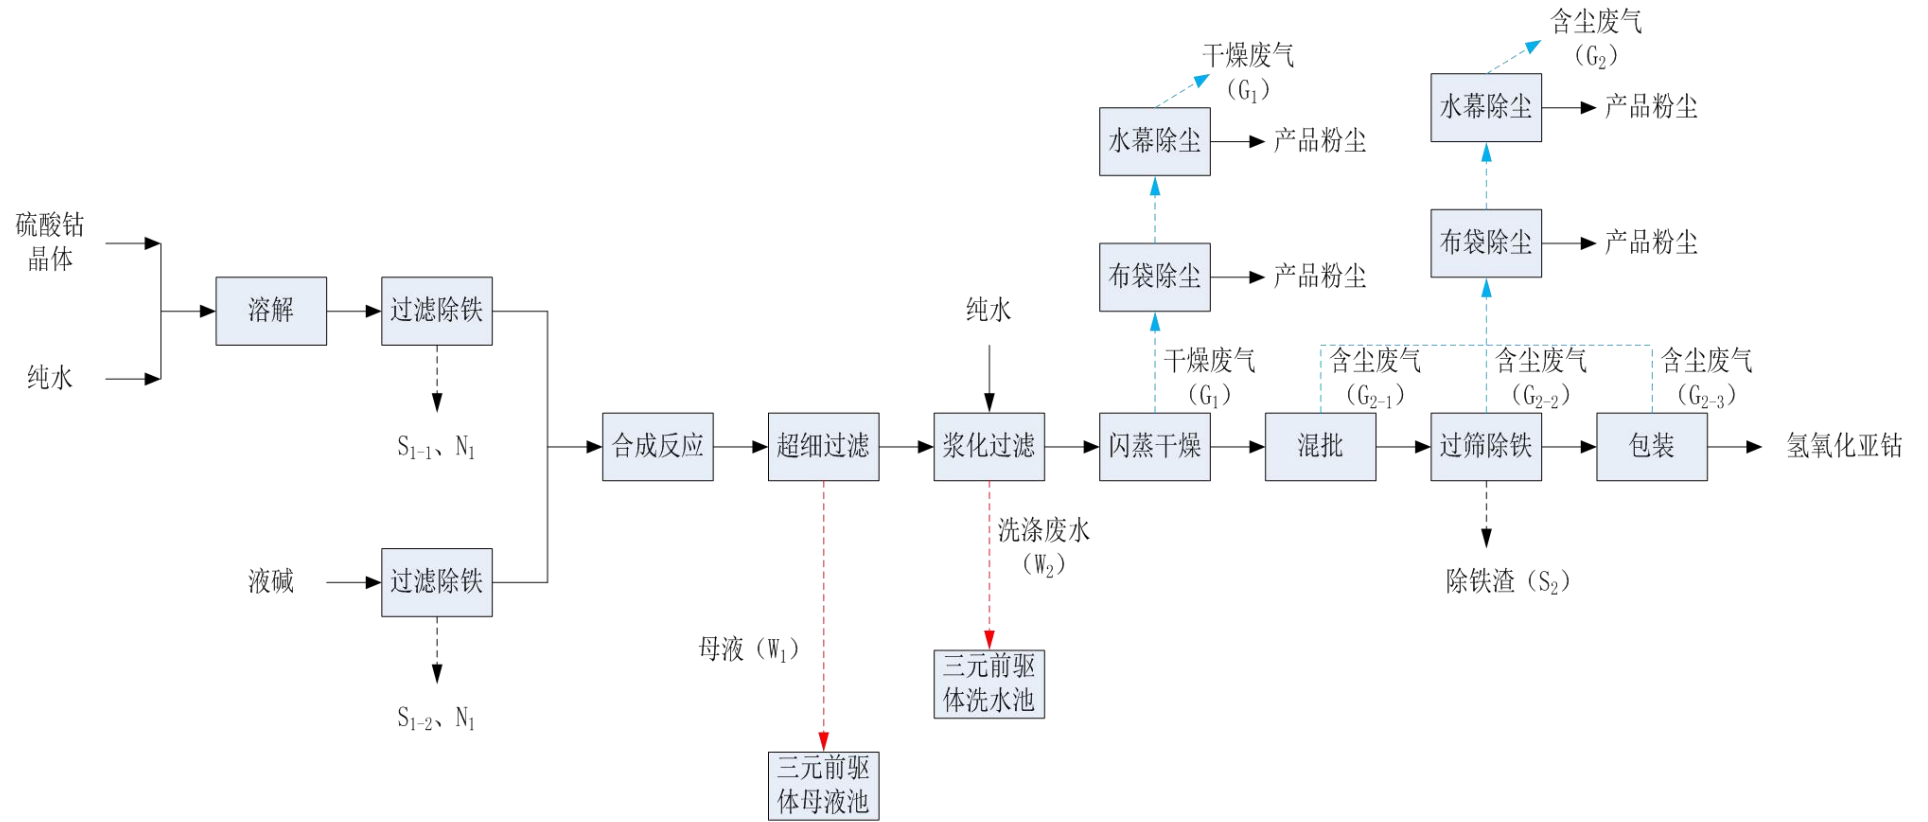 含尘废气
（G2）
干燥废气
（G1）
水幕除尘
产品粉尘
水幕除尘
产品粉尘
硫酸钴
晶体
布袋除尘
产品粉尘
布袋除尘
产品粉尘
溶解
过滤除铁
纯水
纯水
干燥废气
（G1）
含尘废气
（G2-1）
含尘废气
（G2-2）
含尘废气
（G2-3）
S1-1、N1
合成反应
超细过滤
浆化过滤
闪蒸干燥
混批
过筛除铁
包装
氢氧化亚钴
洗涤废水
（W2）
液碱
过滤除铁
除铁渣（S2）
母液（W1）
三元前驱
体洗水池
S1-2、N1
三元前驱
体母液池